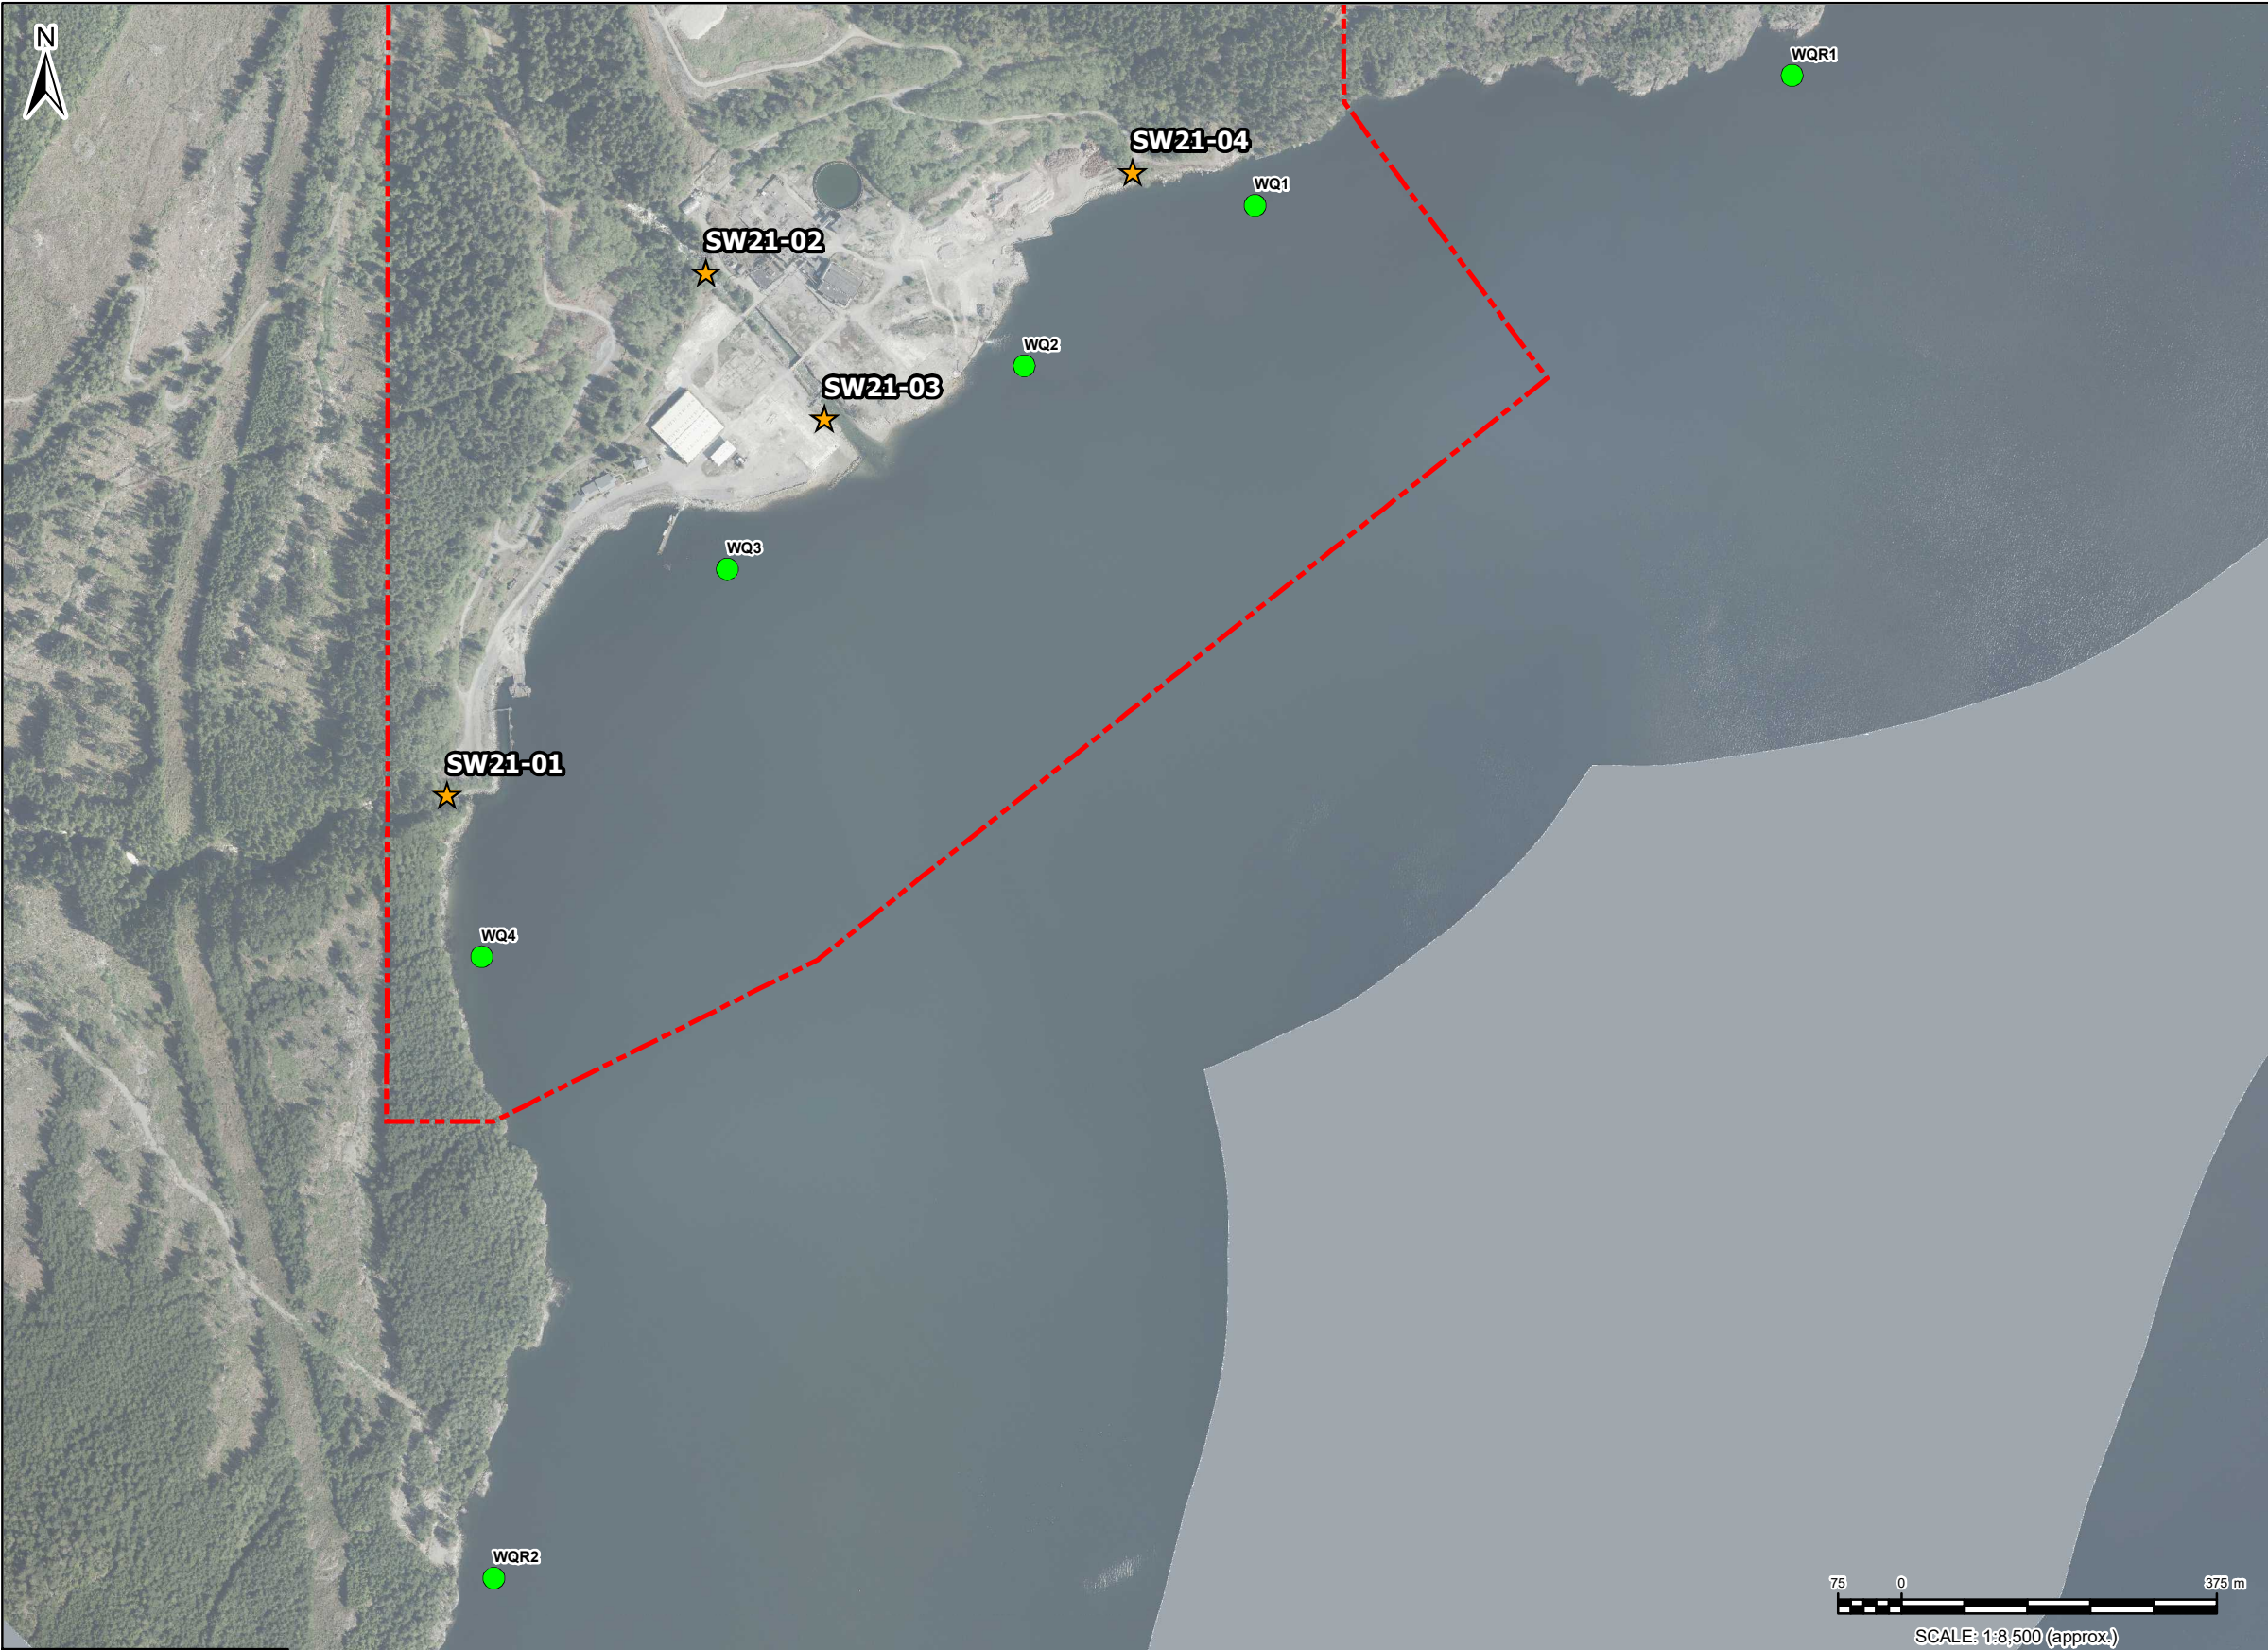 N
WQR1
SW21-04
WQ1
SW21-02
WQ2
SW21-03
WQ3
SW21-01
WQ4
WQR2
75 0 375 m
SCALE: 1:8,500 (approx.)